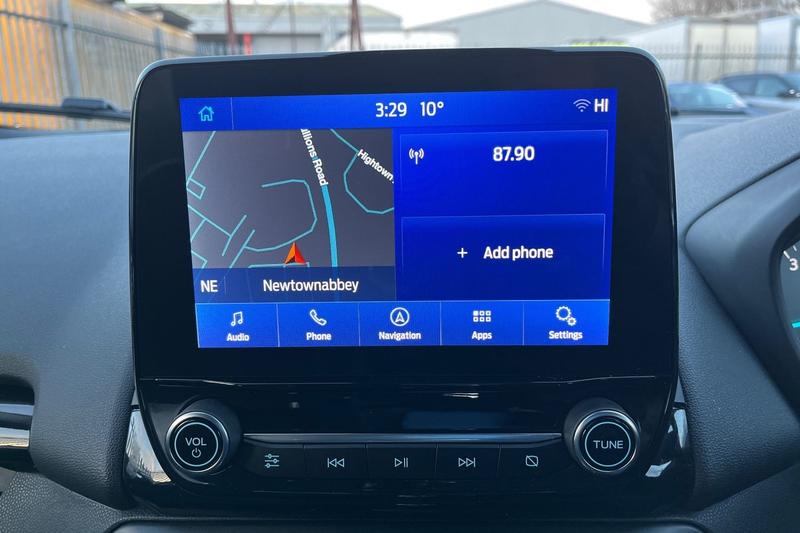 3:29 10° HI
llions Road
Hightown
87.90
+ Add phone
NE Newtownabbey
Audio Phone Navigation Apps Settings
VOL
TUNE
3